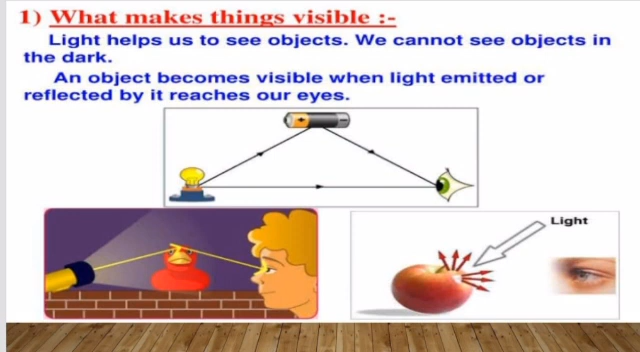 1) What makes things visible :-
Light helps us to see objects. We cannot see objects in
the dark.
An object becomes visible when light emitted or
reflected by it reaches our eyes.
Light